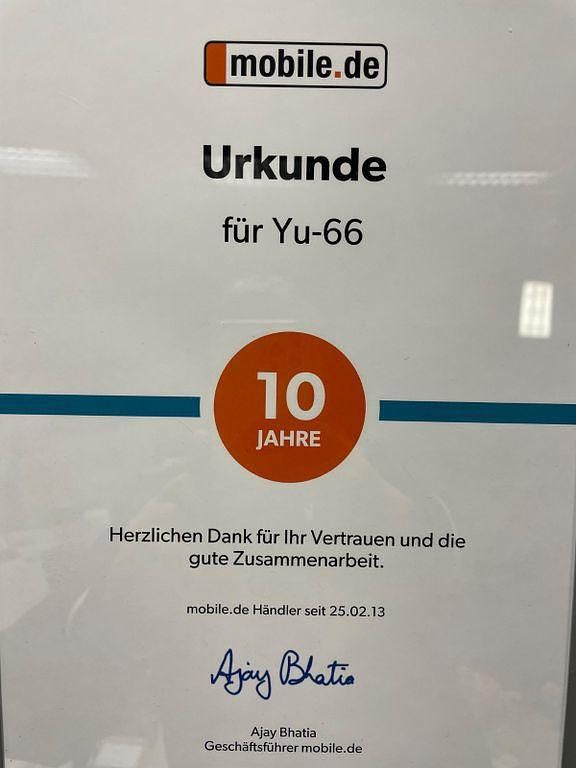 mobile.de
Urkunde
für Yu-66
10
JAHRE
Herzlichen Dank für Ihr Vertrauen und die
gute Zusammenarbeit.
mobile.de Händler seit 25.02.13
Ajay Bhatia
Ajay Bhatia
Geschäftsführer mobile.de